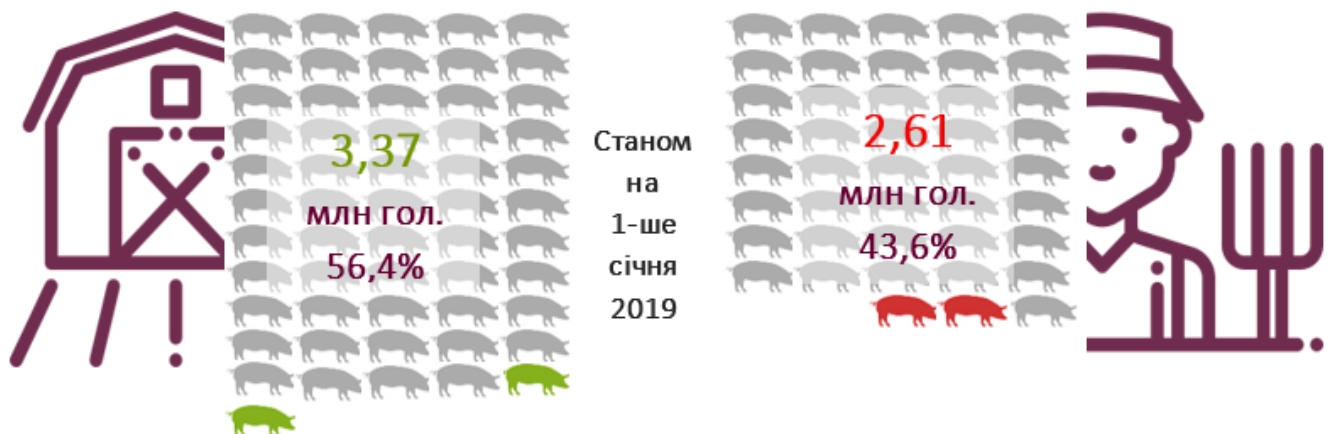 3,37
млн гол.
56,4%
Станом
на
1-ше
січня
2019
2,61
млн гол.
43,6%